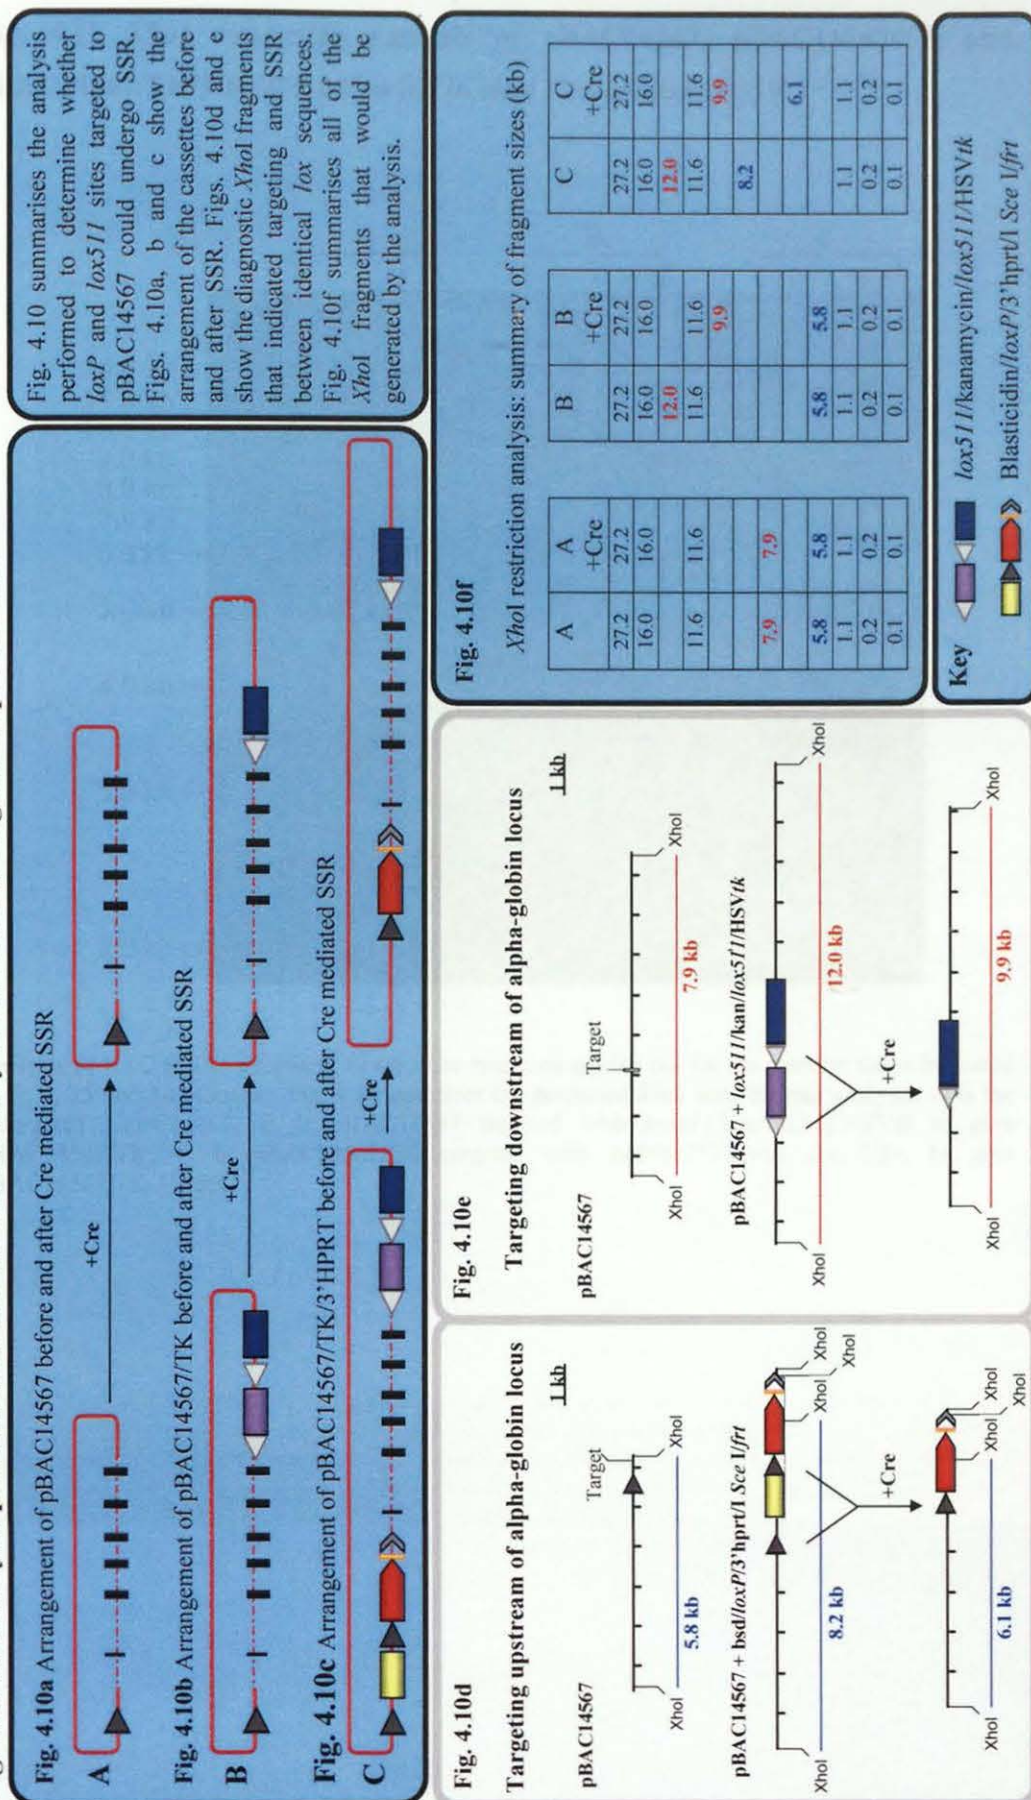 Fig. 4.10a Arrangement of pBAC14567 before and after Cre mediated SSR
A
+Cre
Fig. 4.10b Arrangement of pBAC14567/TK before and after Cre mediated SSR
B
+Cre
Fig. 4.10c Arrangement of pBAC14567/TK/3'HPRT before and after Cre mediated SSR
C
+Cre
Fig. 4.10 summarises the analysis
performed to determine whether
loxP and lox511 sites targeted to
pBAC14567 could undergo SSR.
Figs. 4.10a, b and c show the
arrangement of the cassettes before
and after SSR. Figs. 4.10d and e
show the diagnostic XhoI fragments
that indicated targeting and SSR
between identical lox sequences.
Fig. 4.10f summarises all of the
XhoI fragments that would be
generated by the analysis.
Fig. 4.10d
Targeting upstream of alpha-globin locus
1 kb
pBAC14567
Target
XhoI
XhoI
5.8 kb
pBAC14567 + bsd/loxP/3'hprt/I Sce I/frt
XhoI
XhoI
XhoI
XhoI
8.2 kb
+Cre
XhoI
XhoI
XhoI
XhoI
6.1 kb
Fig. 4.10e
Targeting downstream of alpha-globin locus
1 kb
pBAC14567
Target
XhoI
XhoI
7.9 kb
pBAC14567 + lox511/kan/lox511/HSVtk
XhoI
XhoI
12.0 kb
+Cre
XhoI
XhoI
9.9 kb
Fig. 4.10f
XhoI restriction analysis: summary of fragment sizes (kb)
A A +Cre B B +Cre C C +Cre
27.2 27.2 27.2 27.2 27.2 27.2
16.0 16.0 16.0 16.0 16.0 16.0
12.0 12.0
11.6 11.6 11.6 11.6 11.6 11.6
9.9 9.9
8.2
7.9 7.9
6.1
5.8 5.8 5.8 5.8
1.1 1.1 1.1 1.1 1.1 1.1
0.2 0.2 0.2 0.2 0.2 0.2
0.1 0.1 0.1 0.1 0.1 0.1
Key
lox511/kanamycin/lox511/HSVtk
Blasticidin/loxP/3'hprt/I Sce I/frt